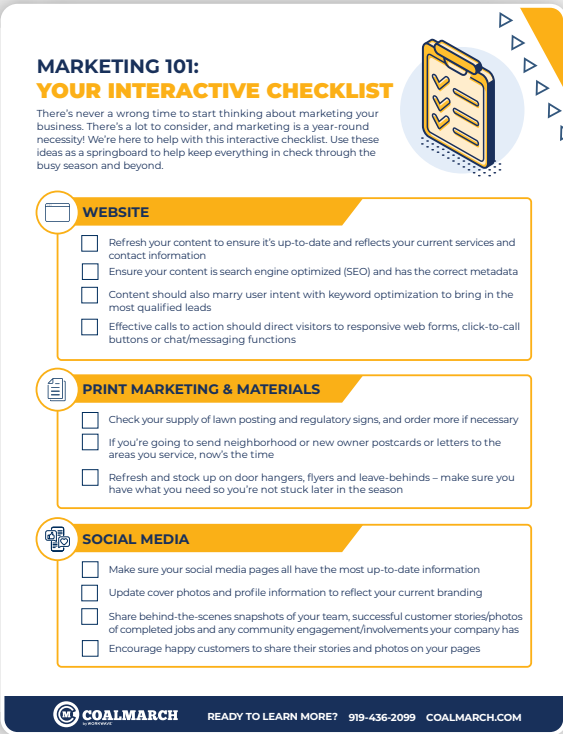 MARKETING 101:
YOUR INTERACTIVE CHECKLIST
There's never a wrong time to start thinking about marketing your
business. There's a lot to consider, and marketing is a year-round
necessity! We're here to help with this interactive checklist. Use these
ideas as a springboard to help keep everything in check through the
busy season and beyond.
WEBSITE
Refresh your content to ensure it's up-to-date and reflects your current services and
contact information
Ensure your content is search engine optimized (SEO) and has the correct metadata
Content should also marry user intent with keyword optimization to bring in the
most qualified leads
Effective calls to action should direct visitors to responsive web forms, click-to-call
buttons or chat/messaging functions
PRINT MARKETING & MATERIALS
Check your supply of lawn posting and regulatory signs, and order more if necessary
If you're going to send neighborhood or new owner postcards or letters to the
areas you service, now's the time
Refresh and stock up on door hangers, flyers and leave-behinds – make sure you
have what you need so you're not stuck later in the season
SOCIAL MEDIA
Make sure your social media pages all have the most up-to-date information
Update cover photos and profile information to reflect your current branding
Share behind-the-scenes snapshots of your team, successful customer stories/photos
of completed jobs and any community engagement/involvements your company has
Encourage happy customers to share their stories and photos on your pages
COALMARCH
by WORKWAVE
READY TO LEARN MORE? 919-436-2099 COALMARCH.COM